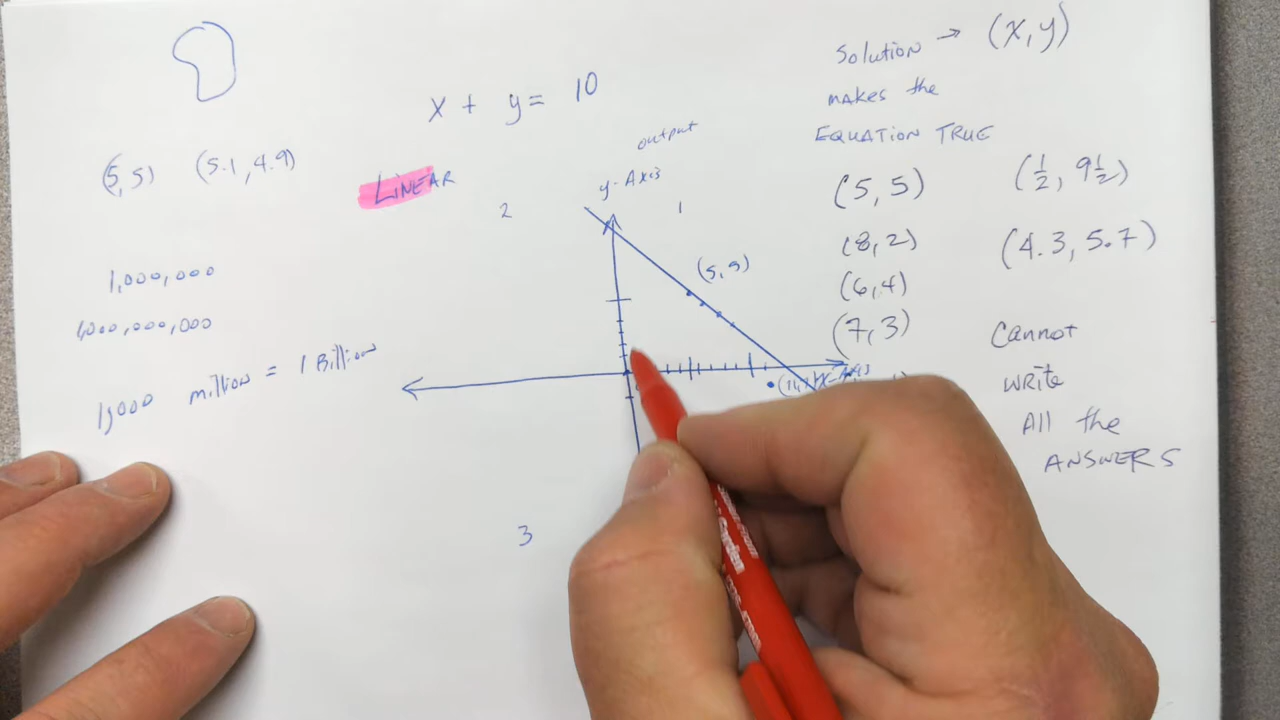 x + y = 10
Solution → (x,y)
makes the
EQUATION TRUE
(5, 5) (5.1, 4.9)
LINEAR
output
y-Axis
2
1
(5, 5)
(8, 2)
(6, 4)
(7, 3)
(1/2, 9 1/2)
(4.3, 5.7)
1,000,000
1,000,000,000
1,000 million = 1 Billion
x-Axis
Cannot
write
All the
ANSWERS
3